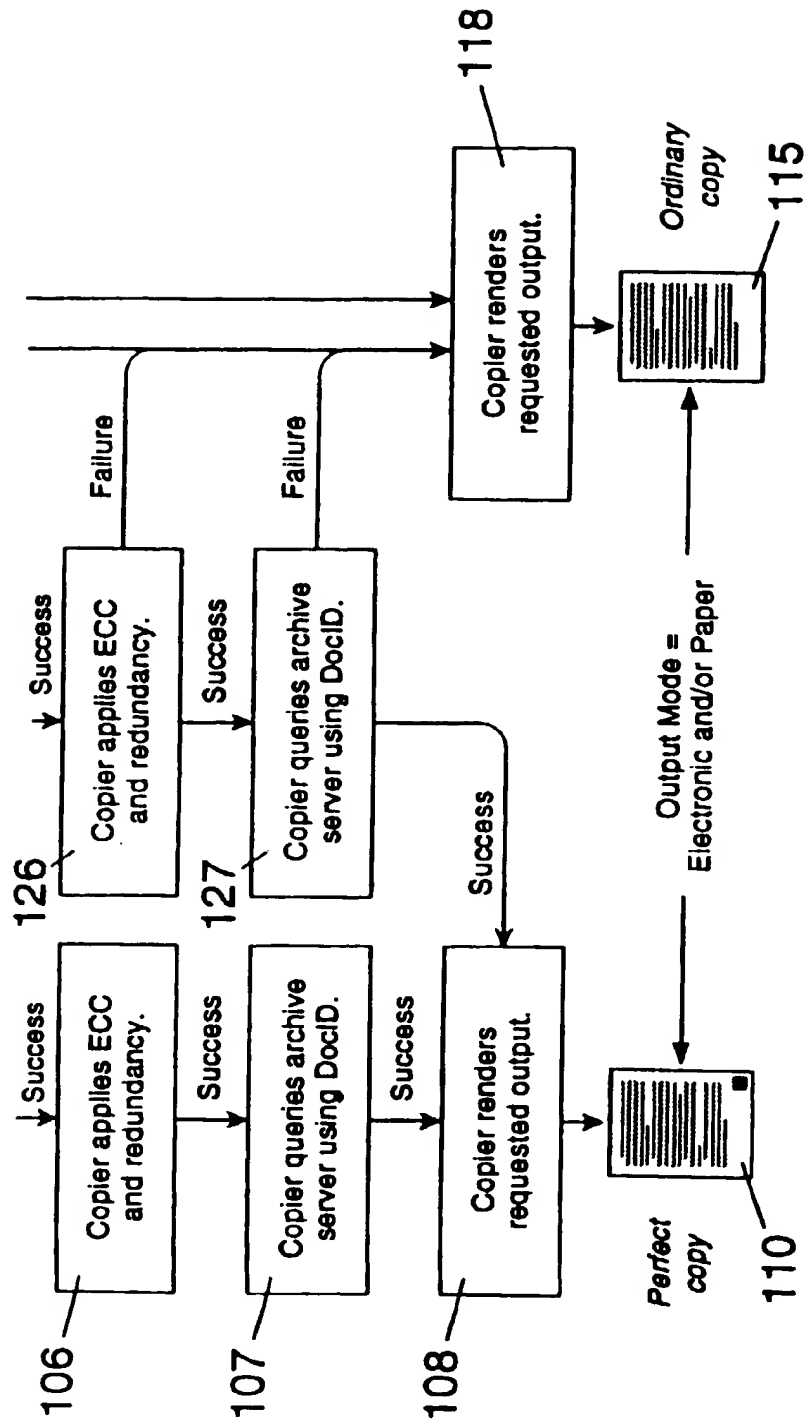 Success
106
Copier applies ECC
and redundancy.
Success
107
Copier queries archive
server using DocID.
Success
108
Copier renders
requested output.
Perfect
copy
110
Success
126
Copier applies ECC
and redundancy.
Failure
Success
127
Copier queries archive
server using DocID.
Failure
Success
118
Copier renders
requested output.
Ordinary
copy
115
Output Mode =
Electronic and/or Paper